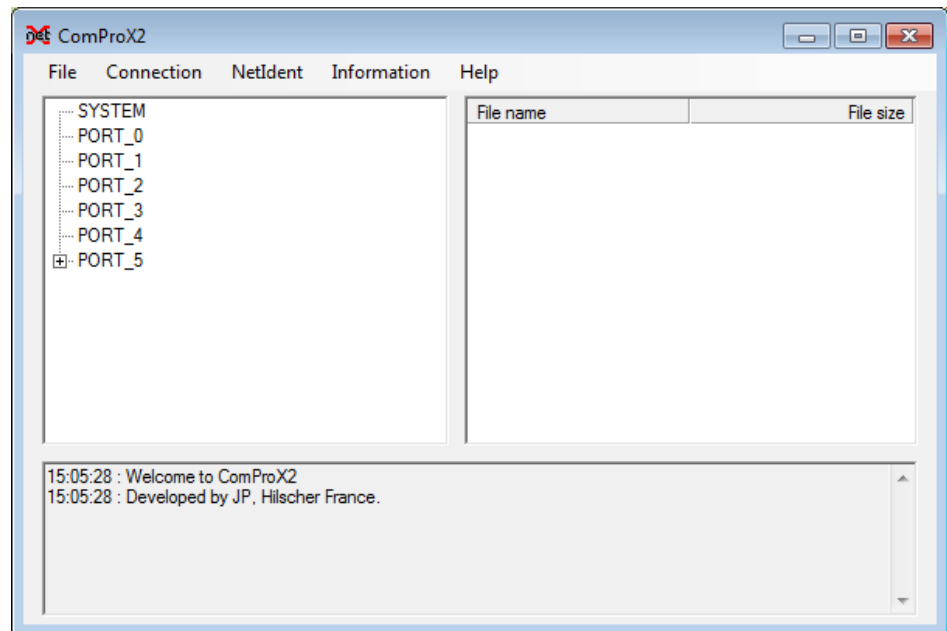 net ComProX2
File Connection NetIdent Information Help
SYSTEM
PORT_0
PORT_1
PORT_2
PORT_3
PORT_4
PORT_5
File name File size
15:05:28 : Welcome to ComProX2
15:05:28 : Developed by JP, Hilscher France.